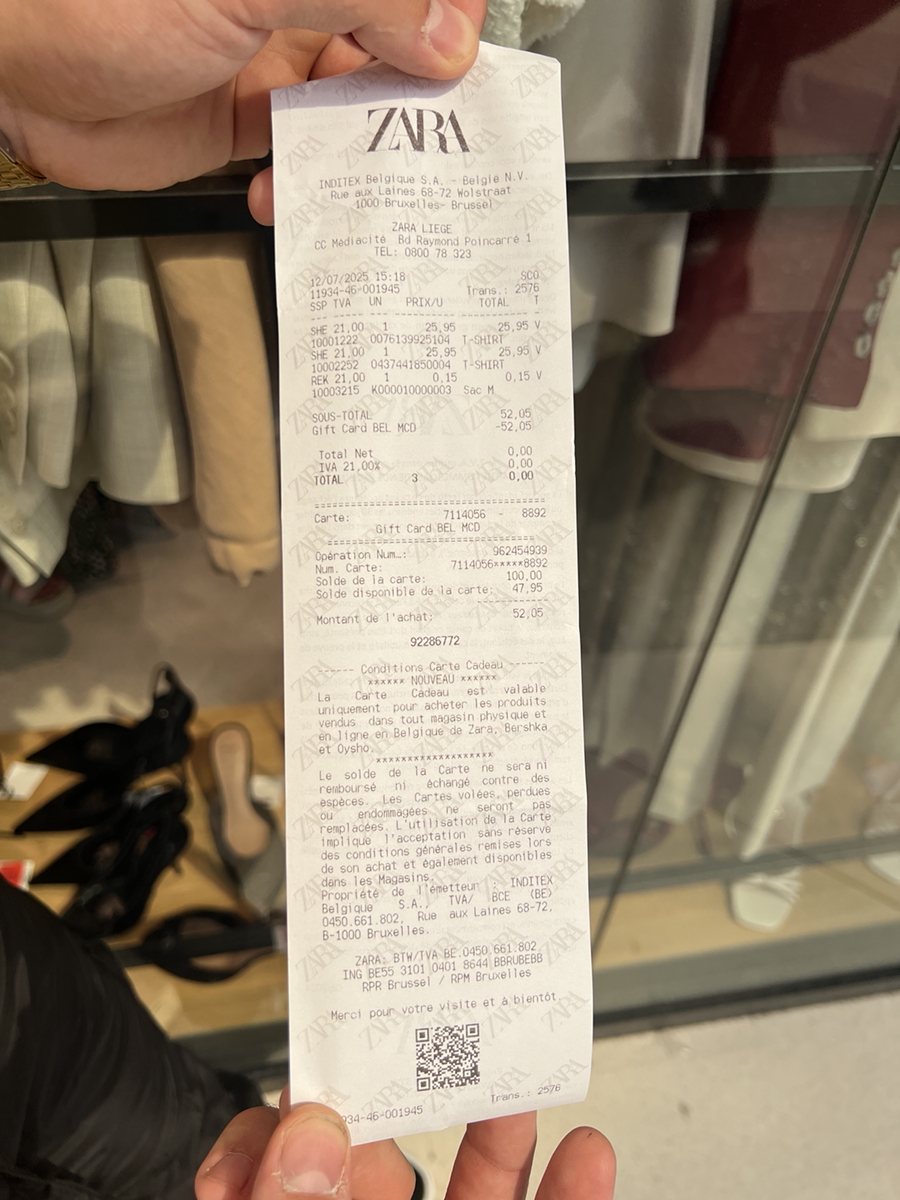 ZARA
INDITEX Belgique S.A. - België N.V.
Rue aux Laines 68-72 Wolstraat
1000 Bruxelles- Brussel
ZARA LIEGE
CC Médiacité Bd Raymond Poincarré 1
TEL: 0800 78 323
12/07/2025 15:18 SCO
11934-46-001945 Trans.: 2576
SSP TVA UN PRIX/U TOTAL T
SHE 21,00 1 25,95 25,95 V
10001222 0076139925104 T-SHIRT
SHE 21,00 1 25,95 25,95 V
10002252 0437441850004 T-SHIRT
REK 21,00 1 0,15 0,15 V
10003215 K000010000003 Sac M
SOUS-TOTAL 52,05
Gift Card BEL MCD -52,05
Total Net 0,00
IVA 21,00% 0,00
TOTAL 3 0,00
Carte: 7114056 - 8892
Gift Card BEL MCD
Opération Num…: 962454939
Num. Carte: 7114056*****8892
Solde de la carte: 100,00
Solde disponible de la carte: 47,95
Montant de l'achat: 52,05
92286772
------ Conditions Carte Cadeau ------
****** NOUVEAU ******
La Carte Cadeau est valable
uniquement pour acheter les produits
vendus dans tout magasin physique et
en ligne en Belgique de Zara, Bershka
et Oysho.
*******************
Le solde de la Carte ne sera ni
remboursé ni échangé contre des
espèces. Les Cartes volées, perdues
ou endommagées ne seront pas
remplacées. L'utilisation de la Carte
implique l'acceptation sans réserve
des conditions générales remises lors
de son achat et également disponibles
dans les Magasins.
Propriété de l'émetteur : INDITEX
Belgique S.A., TVA/ BCE (BE)
0450.661.802, Rue aux Laines 68-72,
B-1000 Bruxelles.
ZARA: BTW/TVA BE.0450.661.802
ING BE55 3101 0401 8644 BBRUBEBB
RPR Brussel / RPM Bruxelles
Merci pour votre visite et à bientôt
934-46-001945 Trans.: 2576